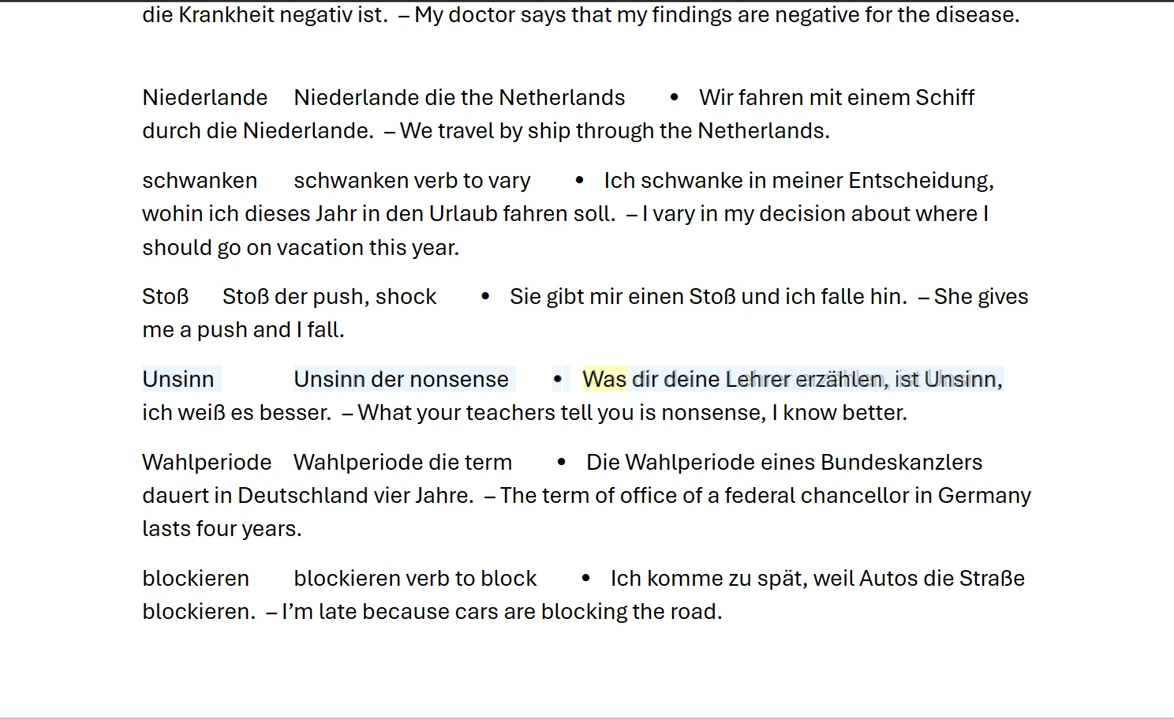 die Krankheit negativ ist. – My doctor says that my findings are negative for the disease.
Niederlande Niederlande die the Netherlands • Wir fahren mit einem Schiff
durch die Niederlande. – We travel by ship through the Netherlands.
schwanken schwanken verb to vary • Ich schwanke in meiner Entscheidung,
wohin ich dieses Jahr in den Urlaub fahren soll. – I vary in my decision about where I
should go on vacation this year.
Stoß Stoß der push, shock • Sie gibt mir einen Stoß und ich falle hin. – She gives
me a push and I fall.
Unsinn Unsinn der nonsense • Was dir deine Lehrer erzählen, ist Unsinn,
ich weiß es besser. – What your teachers tell you is nonsense, I know better.
Wahlperiode Wahlperiode die term • Die Wahlperiode eines Bundeskanzlers
dauert in Deutschland vier Jahre. – The term of office of a federal chancellor in Germany
lasts four years.
blockieren blockieren verb to block • Ich komme zu spät, weil Autos die Straße
blockieren. – I’m late because cars are blocking the road.